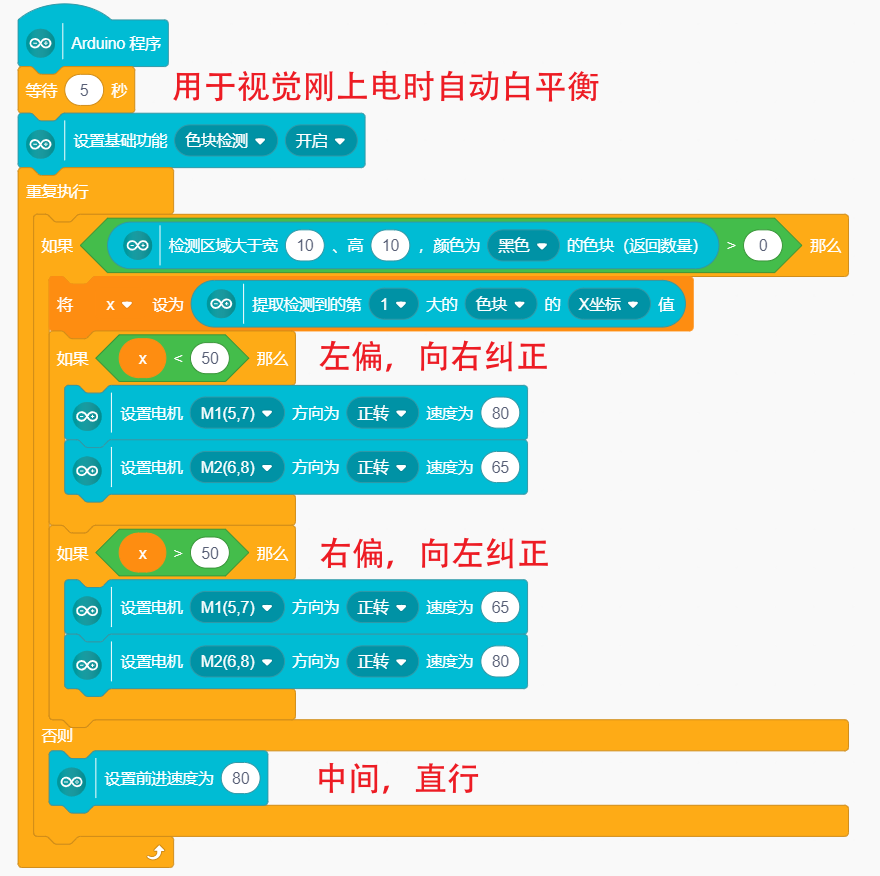 Arduino 程序
等待 5 秒 用于视觉刚上电时自动白平衡
设置基础功能 色块检测 开启
重复执行
如果 检测区域大于宽 10 、高 10 ，颜色为 黑色 的色块（返回数量） > 0 那么
将 x 设为 提取检测到的第 1 大的 色块 的 X坐标 值
如果 x < 50 那么 左偏，向右纠正
设置电机 M1(5,7) 方向为 正转 速度为 80
设置电机 M2(6,8) 方向为 正转 速度为 65
如果 x > 50 那么 右偏，向左纠正
设置电机 M1(5,7) 方向为 正转 速度为 65
设置电机 M2(6,8) 方向为 正转 速度为 80
否则
设置前进速度为 80 中间，直行